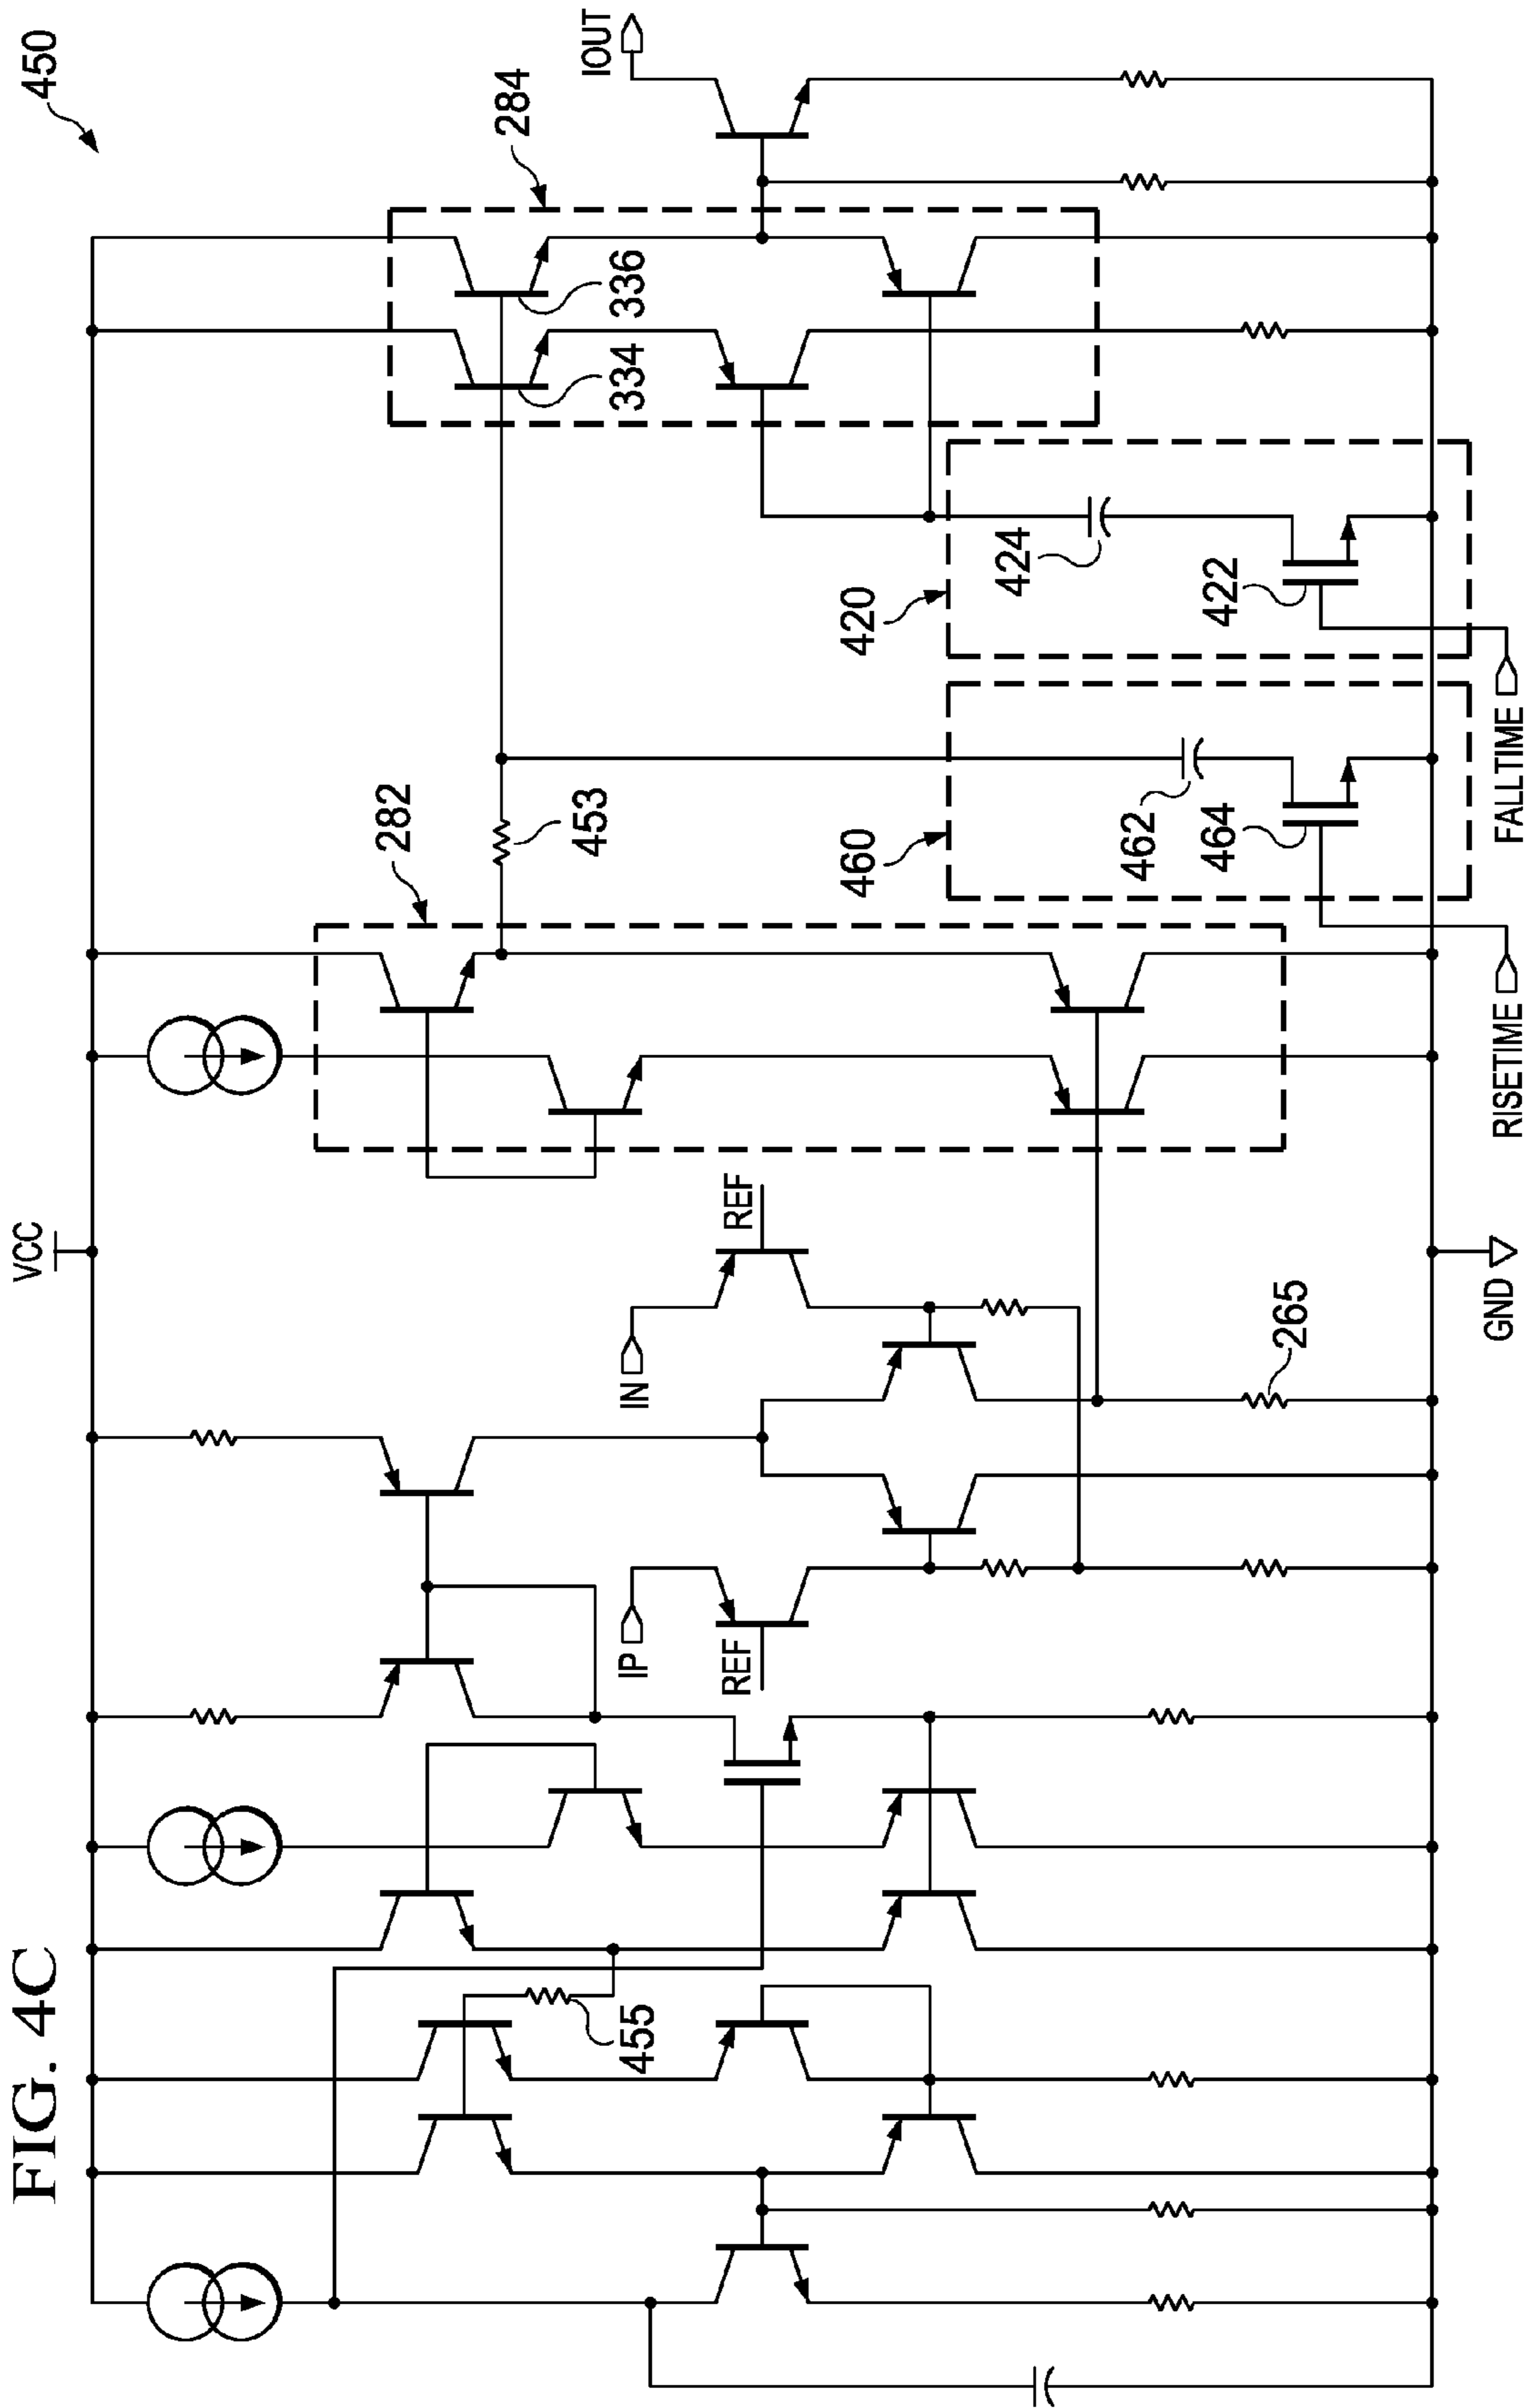 FIG. 4C
450
VCC
284
282
336
334
453
455
IOUT
IN
REF
IP
REF
420
424
422
460
462
464
265
GND
RISETIME
FALLTIME